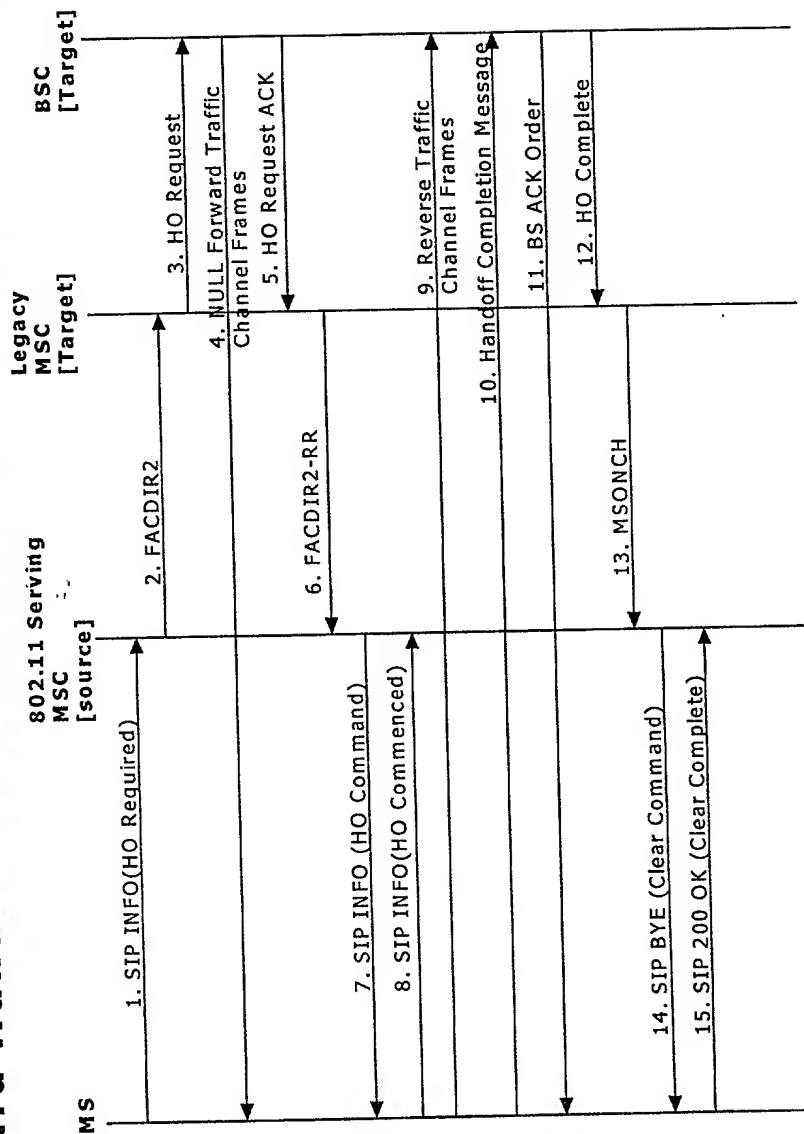 MS
802.11 Serving
MSC
[source]
Legacy
MSC
[Target]
BSC
[Target]
1. SIP INFO(HO Required)
2. FACDIR2
3. HO Request
4. NULL Forward Traffic
Channel Frames
5. HO Request ACK
6. FACDIR2-RR
7. SIP INFO (HO Command)
8. SIP INFO(HO Commenced)
9. Reverse Traffic
Channel Frames
10. Handoff Completion Message
11. BS ACK Order
12. HO Complete
13. MSONCH
14. SIP BYE (Clear Command)
15. SIP 200 OK (Clear Complete)